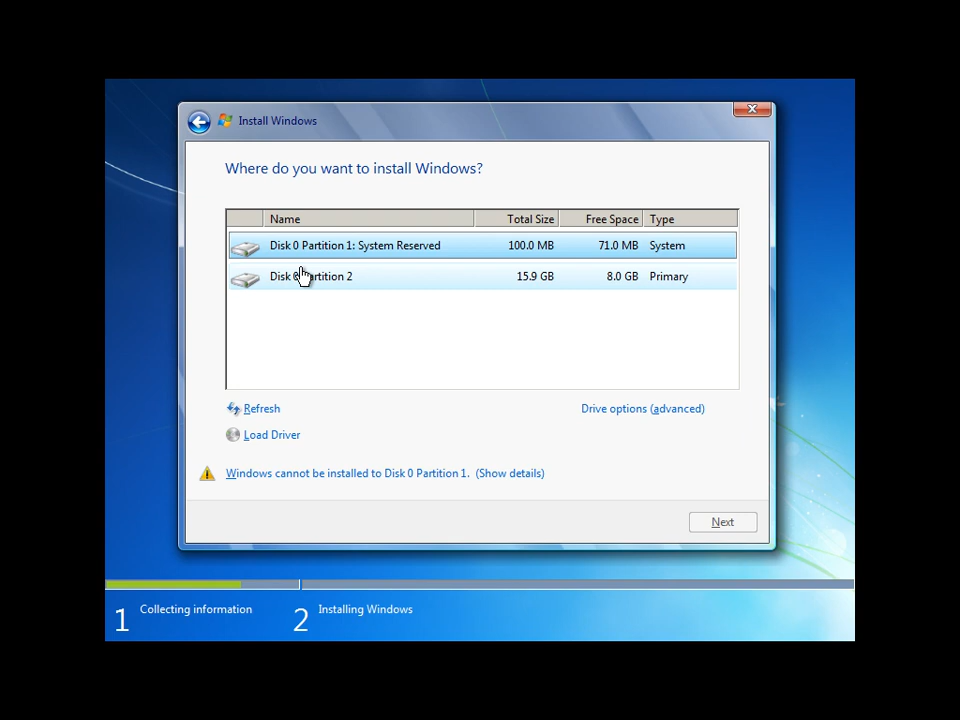 Install Windows
Where do you want to install Windows?
Name Total Size Free Space Type
Disk 0 Partition 1: System Reserved 100.0 MB 71.0 MB System
Disk 0 Partition 2 15.9 GB 8.0 GB Primary
Refresh Drive options (advanced)
Load Driver
Windows cannot be installed to Disk 0 Partition 1. (Show details)
Next
1 Collecting information 2 Installing Windows